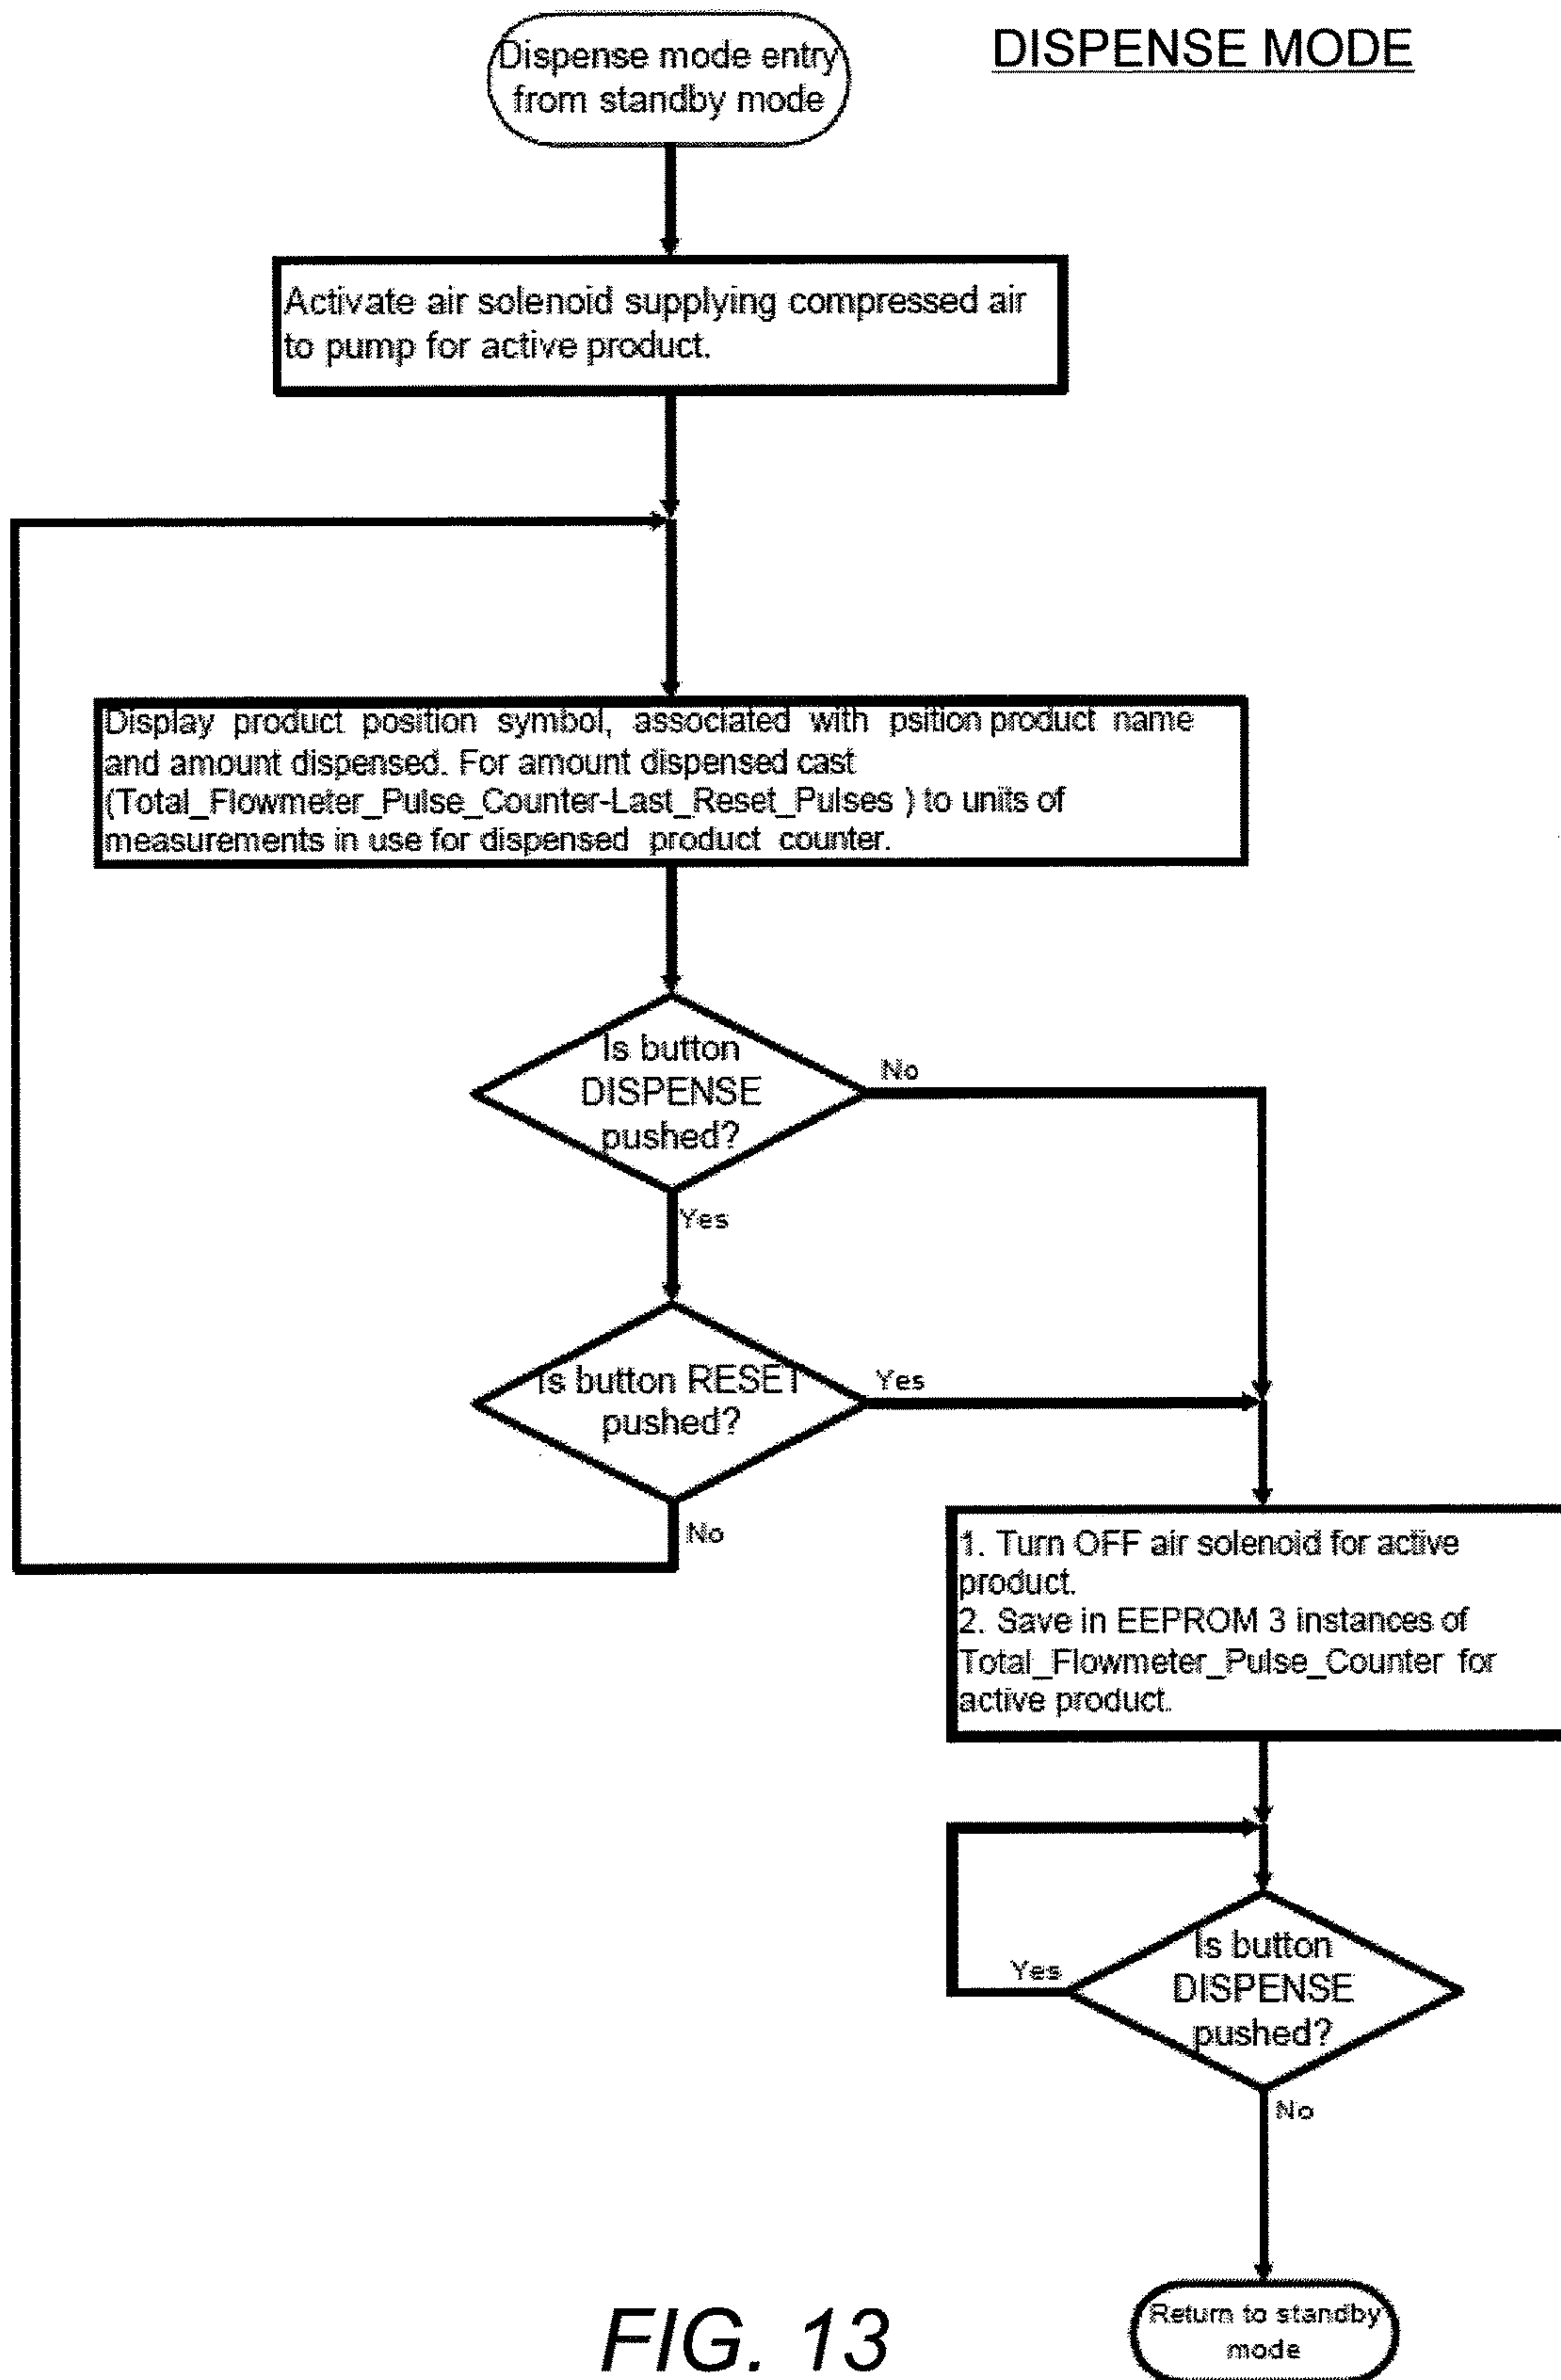 DISPENSE MODE
Dispense mode entry
from standby mode
Activate air solenoid supplying compressed air
to pump for active product.
Display product position symbol, associated with psition product name
and amount dispensed. For amount dispensed cast
(Total_Flowmeter_Pulse_Counter-Last_Reset_Pulses ) to units of
measurements in use for dispensed product counter.
Is button
DISPENSE
pushed?
No
Yes
Is button RESET
pushed?
Yes
No
1. Turn OFF air solenoid for active
product.
2. Save in EEPROM 3 instances of
Total_Flowmeter_Pulse_Counter for
active product.
Is button
DISPENSE
pushed?
Yes
No
Return to standby
mode
FIG. 13